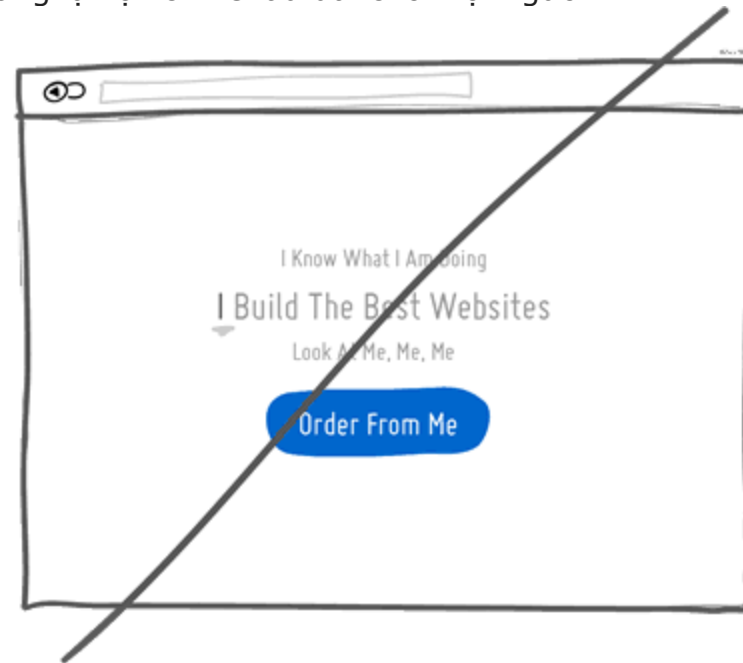 I Know What I Am Doing
I Build The Best Websites
Look At Me, Me, Me
Order From Me